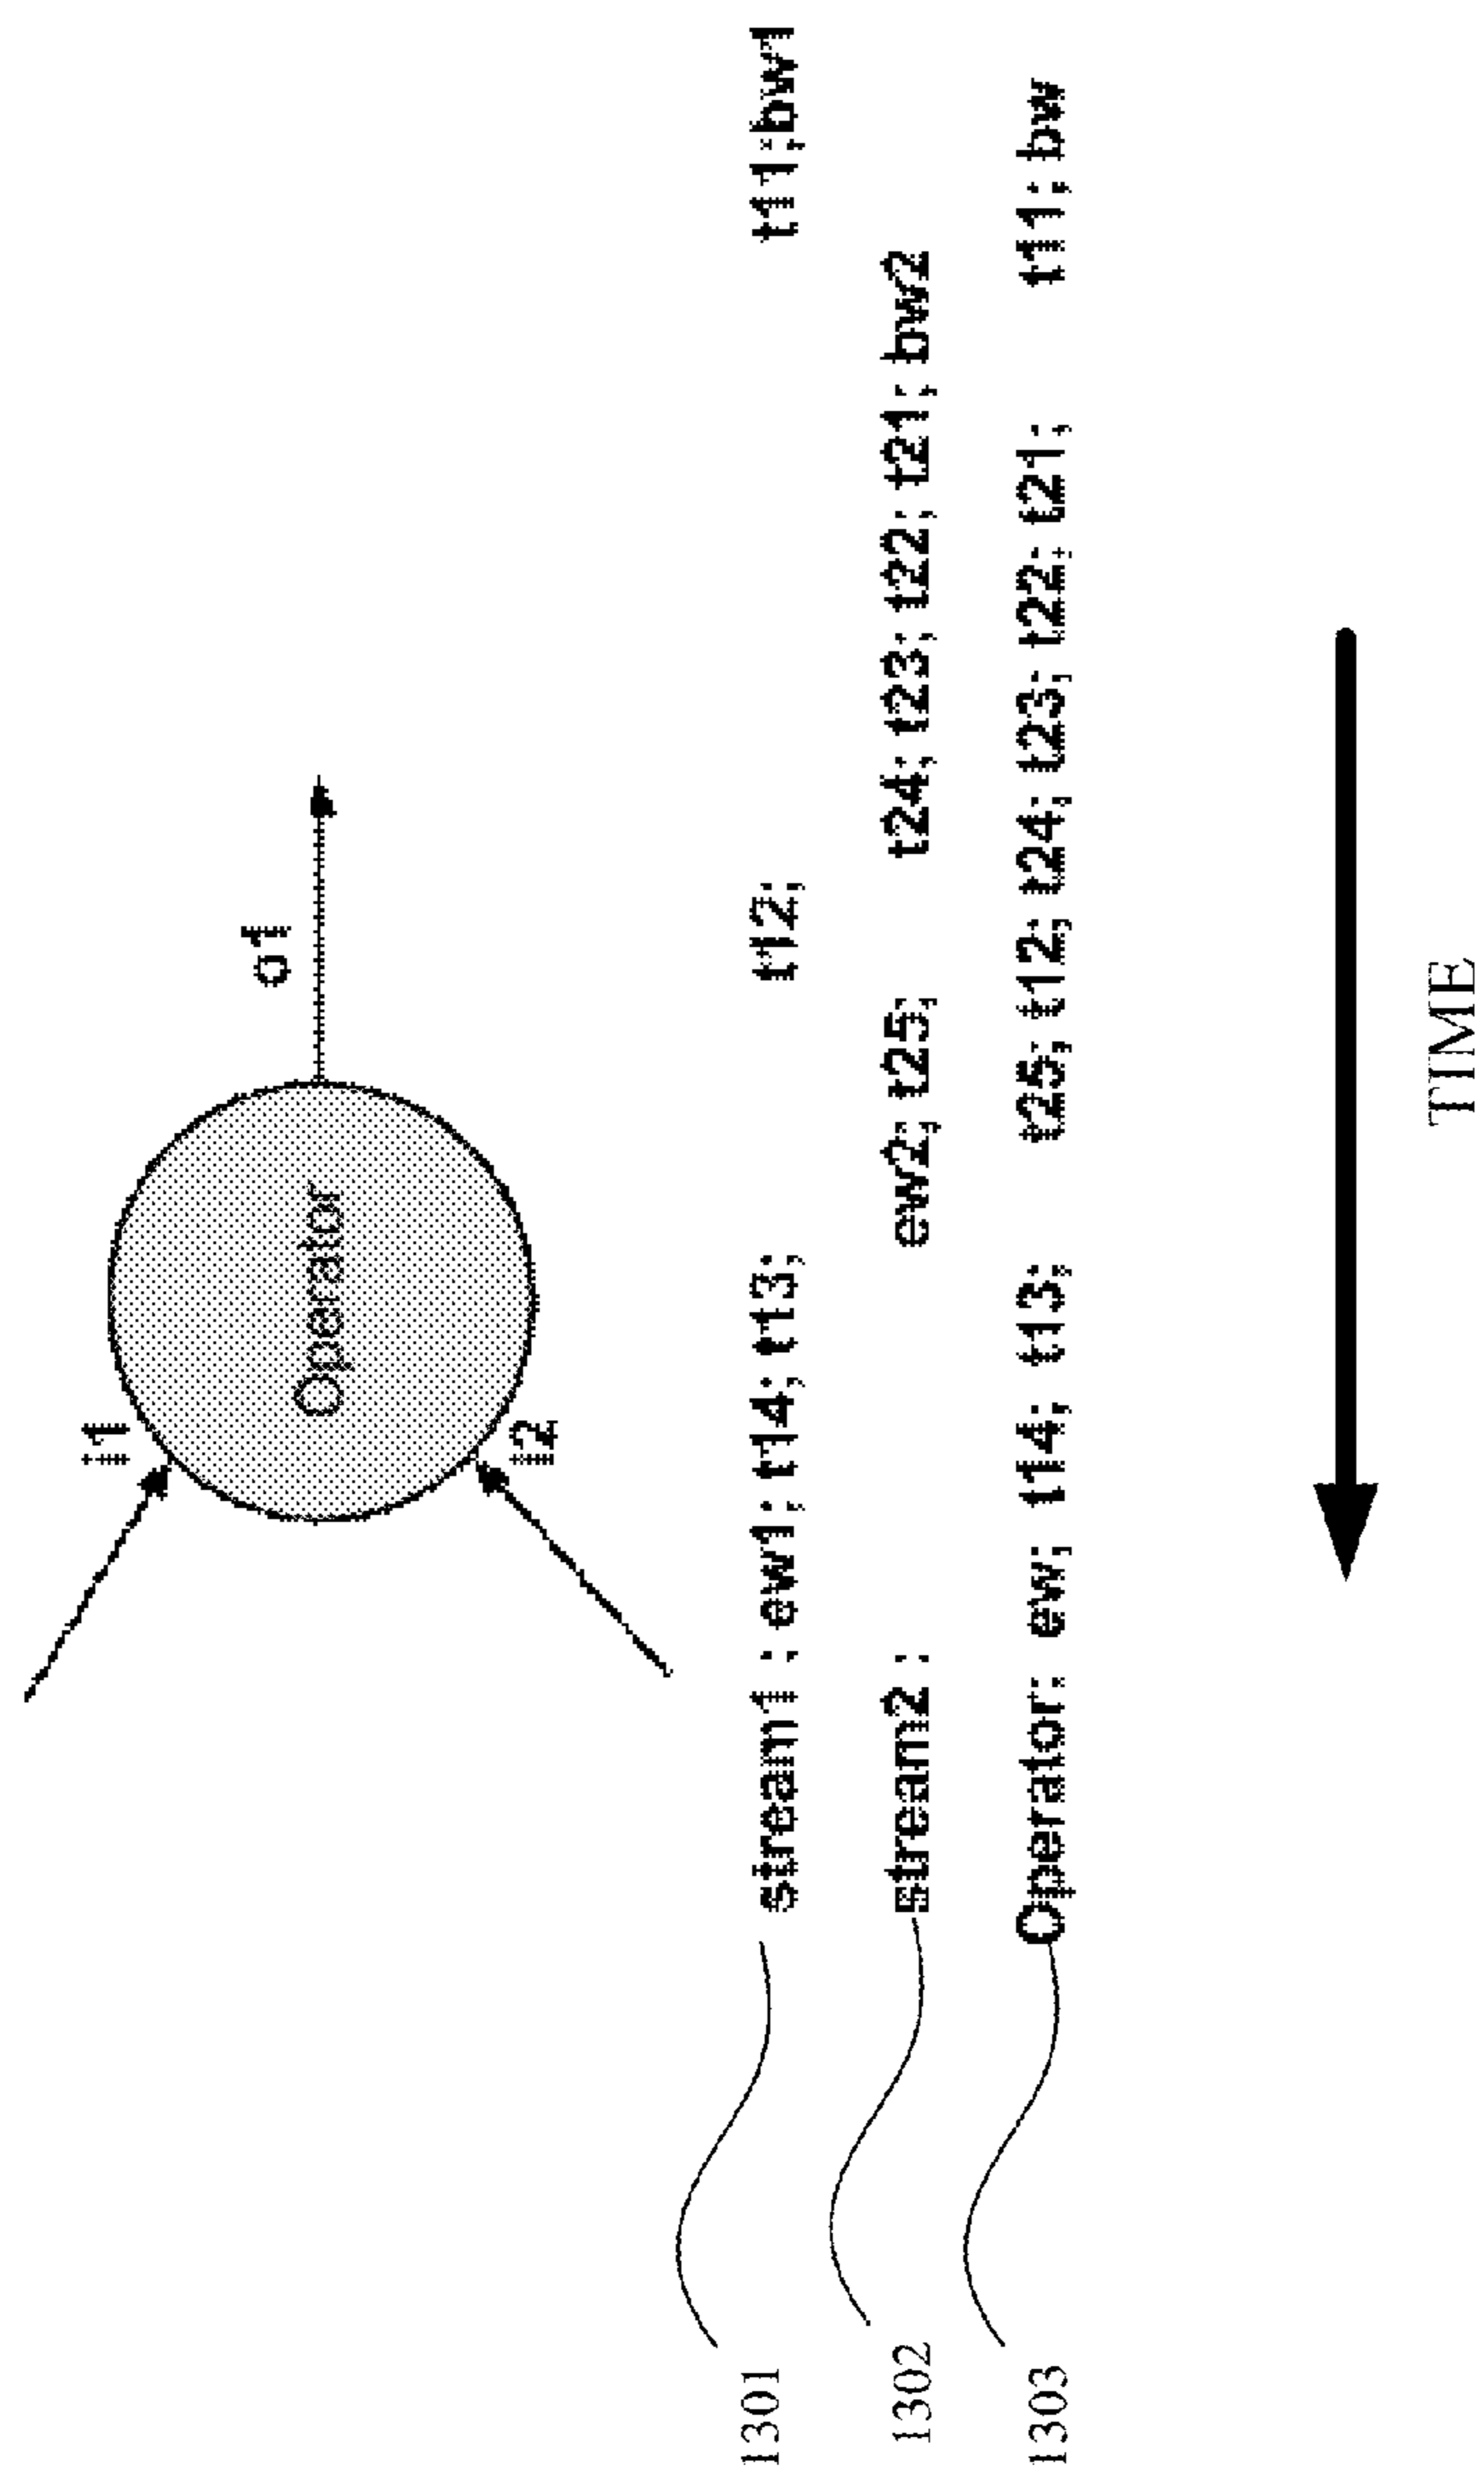 i1
o1
Operator
i2
1301
stream1 : ew1; t14; t13; t12; t11;bw1
1302
stream2 : ew2; t25; t24; t23; t22; t21; bw2
1303
Operator: ew; t14; t13; t25; t12; t24; t23; t22; t21; t11; bw
TIME